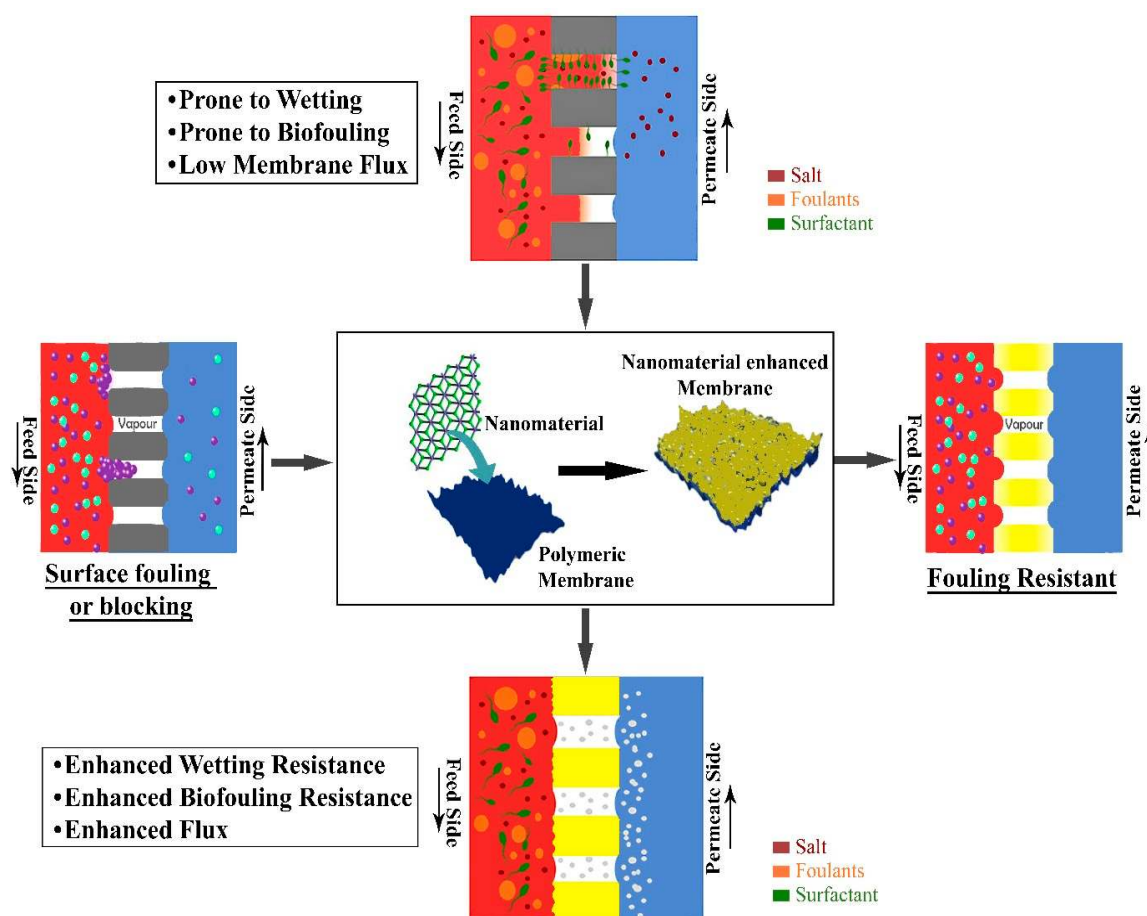 •Prone to Wetting
•Prone to Biofouling
•Low Membrane Flux
Feed Side
Permeate Side
Salt
Foulants
Surfactant
Feed Side
Vapour
Permeate Side
Surface fouling
or blocking
Nanomaterial
Polymeric
Membrane
Nanomaterial enhanced
Membrane
Feed Side
Vapour
Permeate Side
Fouling Resistant
•Enhanced Wetting Resistance
•Enhanced Biofouling Resistance
•Enhanced Flux
Feed Side
Permeate Side
Salt
Foulants
Surfactant